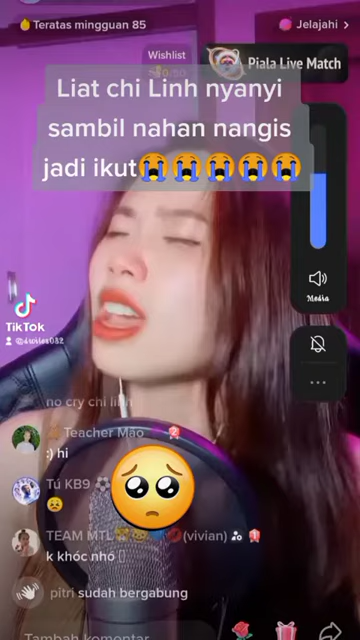 Teratas mingguan 85
Jelajahi >
Wishlist
Piala Live Match
Liat chi Linh nyanyi
sambil nahan nangis
jadi ikut😭😭😭😭😭
Media
TikTok
no cry chi linh
Teacher Mão
:) hi
Tú KB9 ⚽
😣
TEAM MTL (vivian)
k khóc nhó
pitri sudah bergabung
Tambah komentar